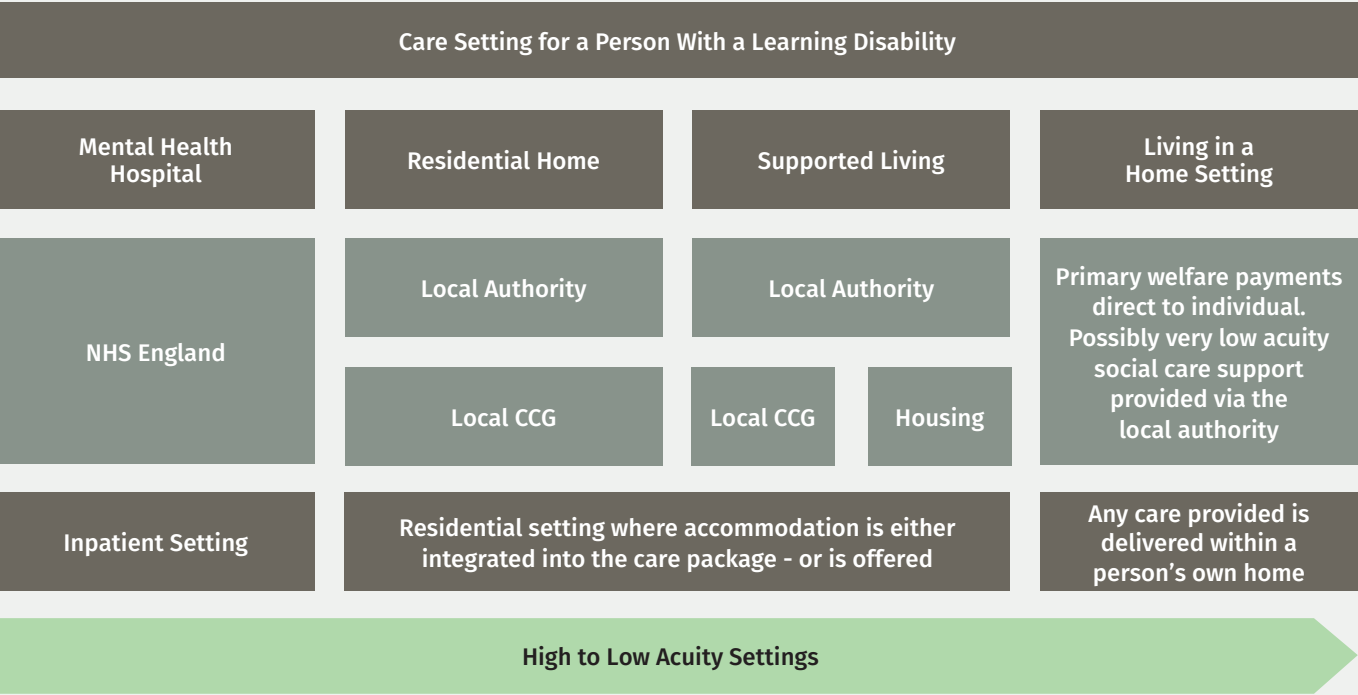 Care Setting for a Person With a Learning Disability
Mental Health
Hospital
Residential Home
Supported Living
Living in a
Home Setting
NHS England
Local Authority
Local CCG
Local Authority
Local CCG
Housing
Primary welfare payments
direct to individual.
Possibly very low acuity
social care support
provided via the
local authority
Inpatient Setting
Residential setting where accommodation is either
integrated into the care package - or is offered
Any care provided is
delivered within a
person’s own home
High to Low Acuity Settings